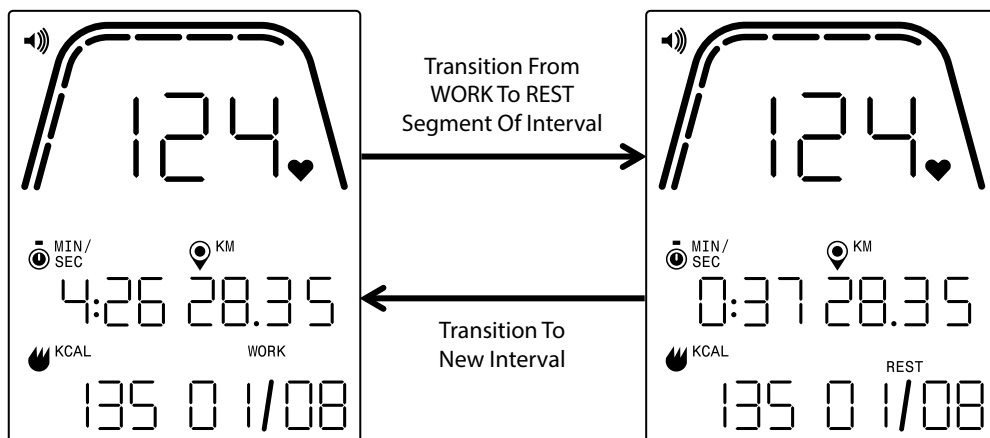 124
MIN/
SEC
KM
4:26 28.35
KCAL
WORK
135 01/08
Transition From
WORK To REST
Segment Of Interval
Transition To
New Interval
124
MIN/
SEC
KM
0:37 28.35
KCAL
REST
135 01/08